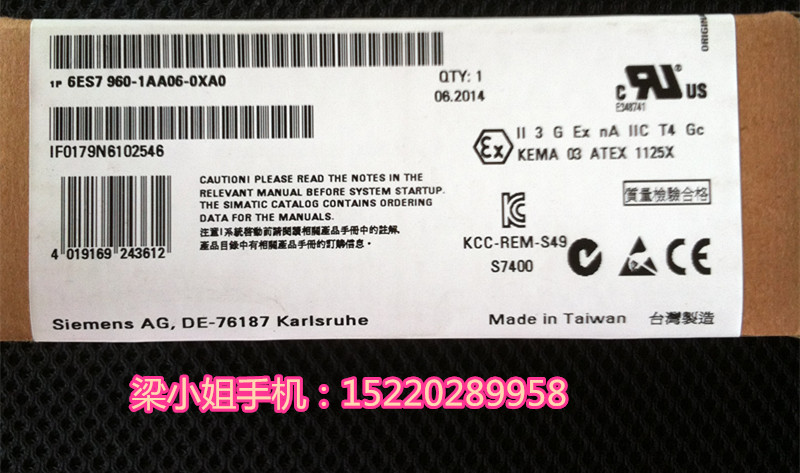 1P 6ES7 960-1AA06-0XA0
QTY: 1
06.2014
IF0179N6102546
CAUTION! PLEASE READ THE NOTES IN THE
RELEVANT MANUAL BEFORE SYSTEM STARTUP.
THE SIMATIC CATALOG CONTAINS ORDERING
DATA FOR THE MANUALS.
注意!系統啓動前請閱讀相關產品手冊中的註解,
產品目錄中有相關產品手冊的訂購信息。
4 019169 243612
Siemens AG, DE-76187 Karlsruhe
ORIGINA
C RU US
E348741
Ex
II 3 G Ex nA IIC T4 Gc
KEMA 03 ATEX 1125X
質量檢驗合格
KCC-REM-S49
S7400
CE
Made in Taiwan 台灣製造
梁小姐手机：15220289958